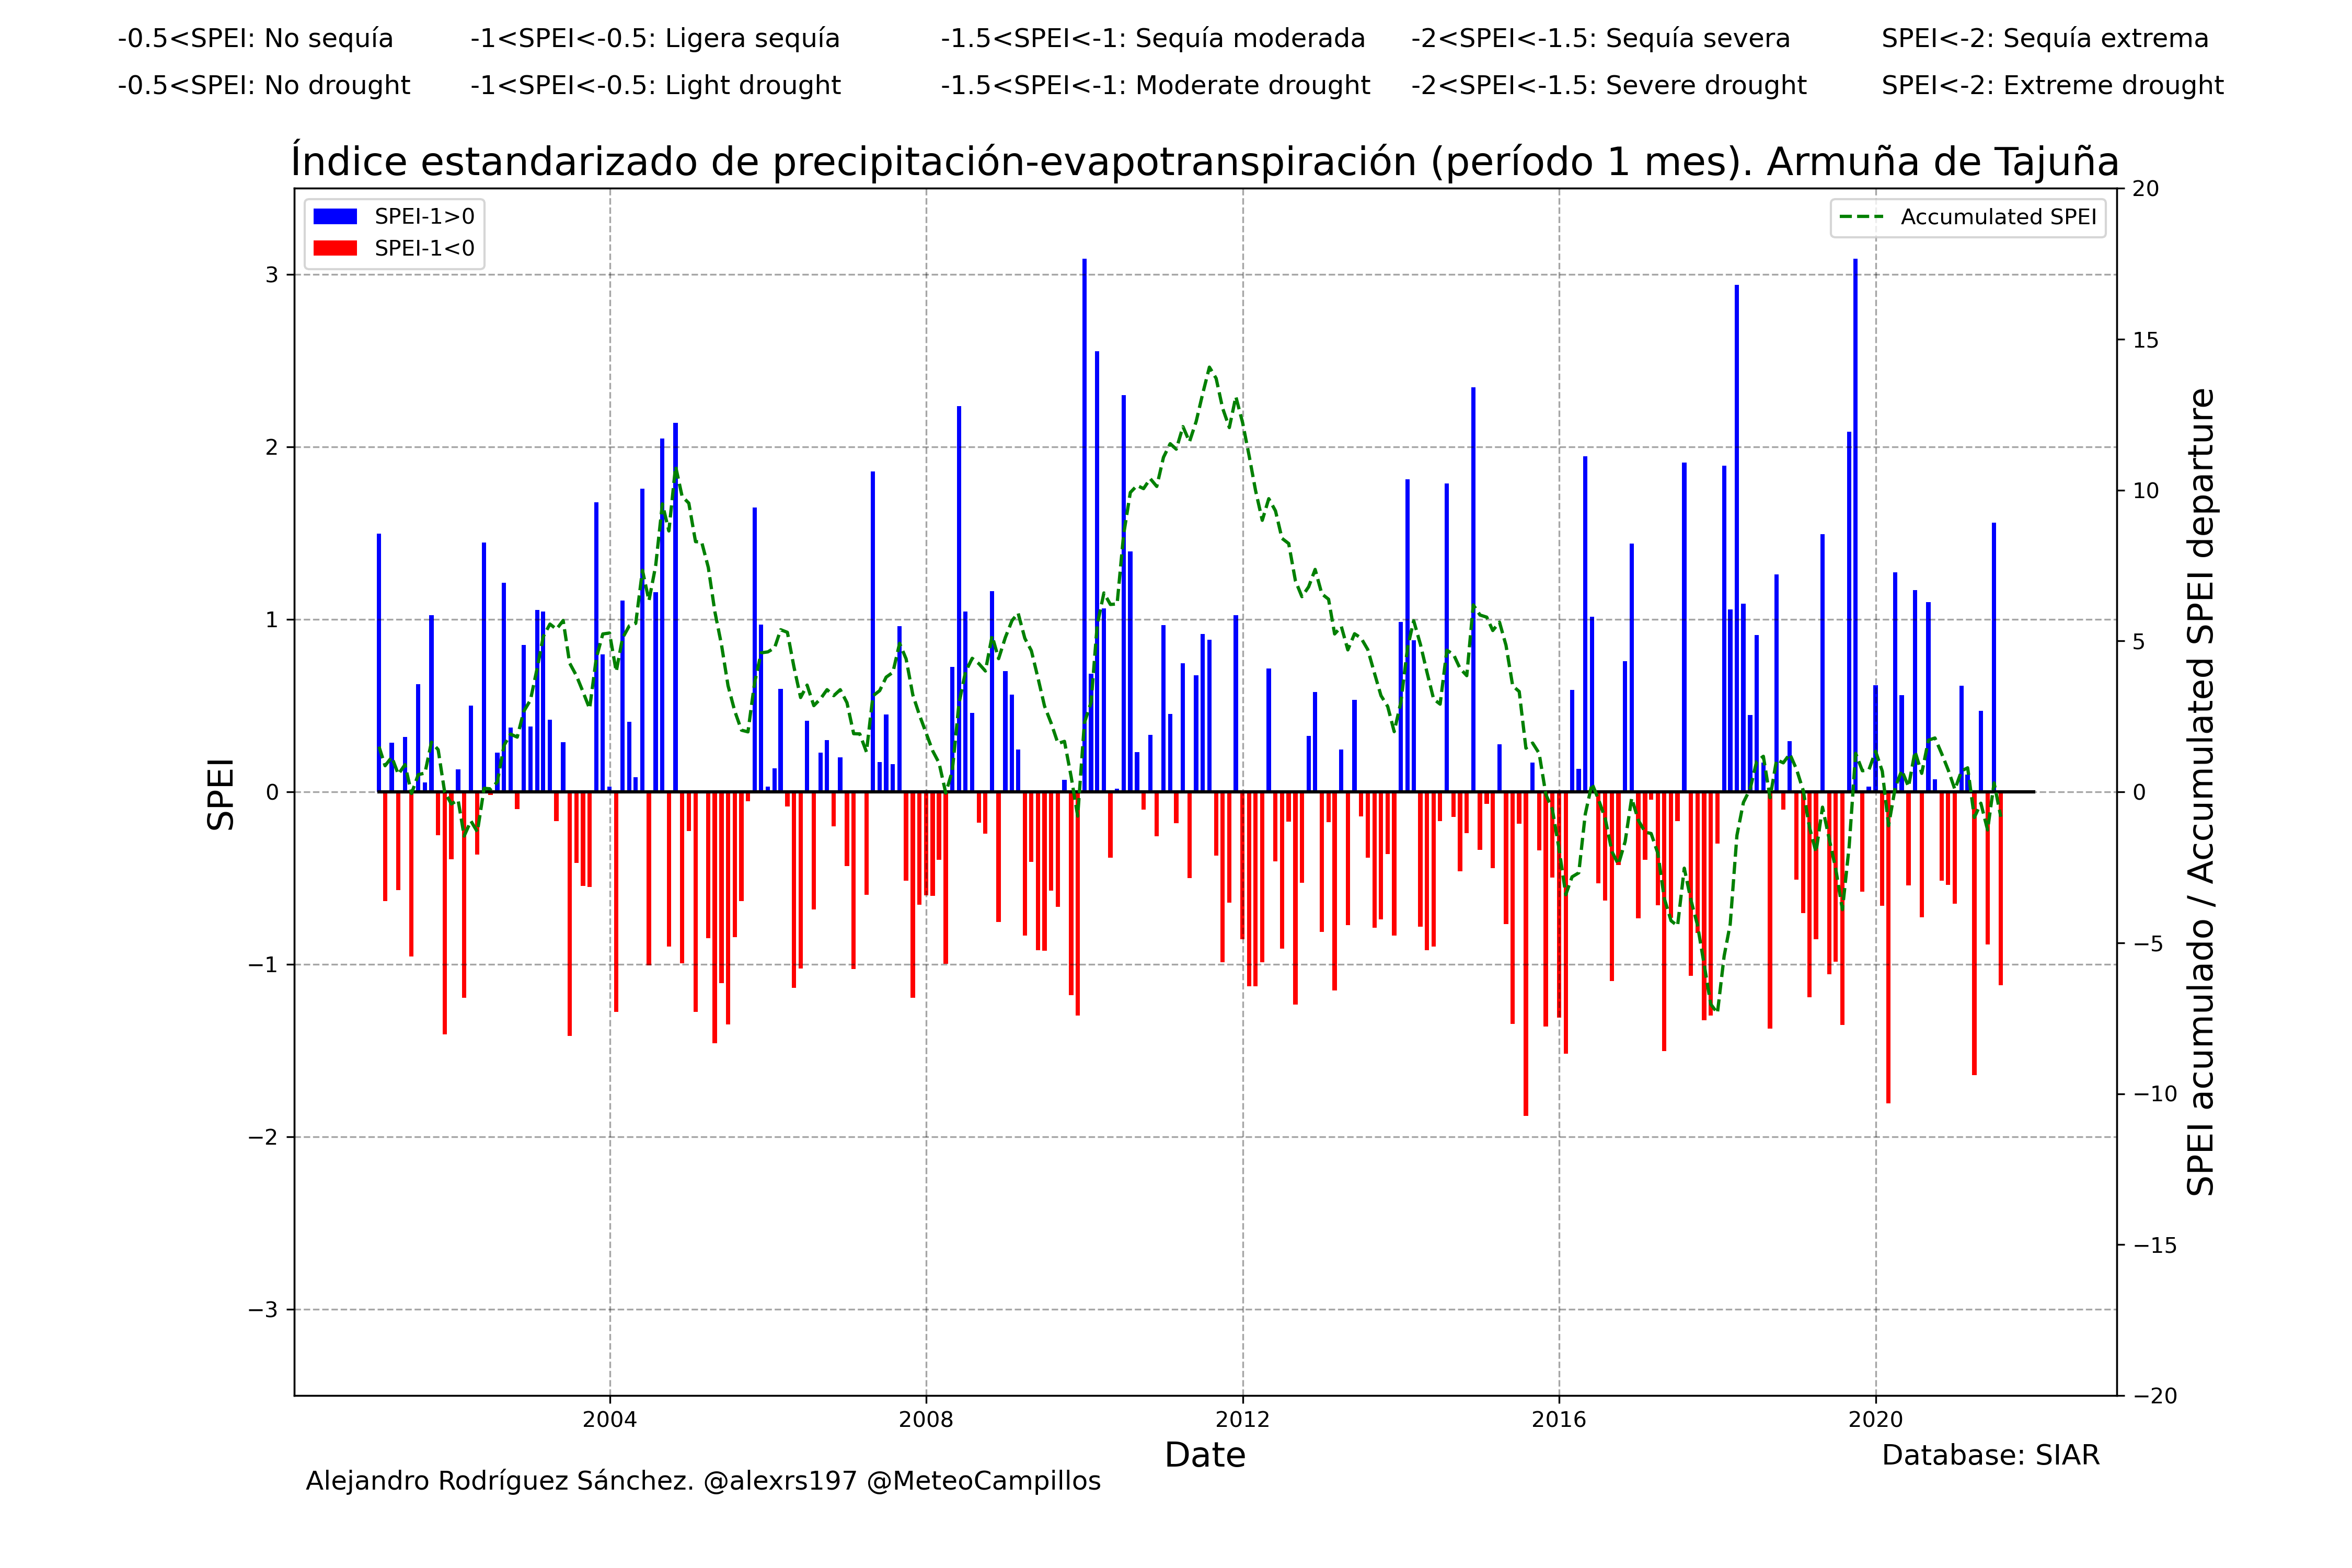 -0.5<SPEI: No sequía -1<SPEI<-0.5: Ligera sequía -1.5<SPEI<-1: Sequía moderada -2<SPEI<-1.5: Sequía severa SPEI<-2: Sequía extrema
-0.5<SPEI: No drought -1<SPEI<-0.5: Light drought -1.5<SPEI<-1: Moderate drought -2<SPEI<-1.5: Severe drought SPEI<-2: Extreme drought
Índice estandarizado de precipitación-evapotranspiración (período 1 mes). Armuña de Tajuña
SPEI-1>0
SPEI-1<0
Accumulated SPEI
SPEI
3
2
1
0
−1
−2
−3
20
15
10
5
0
−5
−10
−15
−20
SPEI acumulado / Accumulated SPEI departure
2004 2008 2012 2016 2020
Date
Database: SIAR
Alejandro Rodríguez Sánchez. @alexrs197 @MeteoCampillos